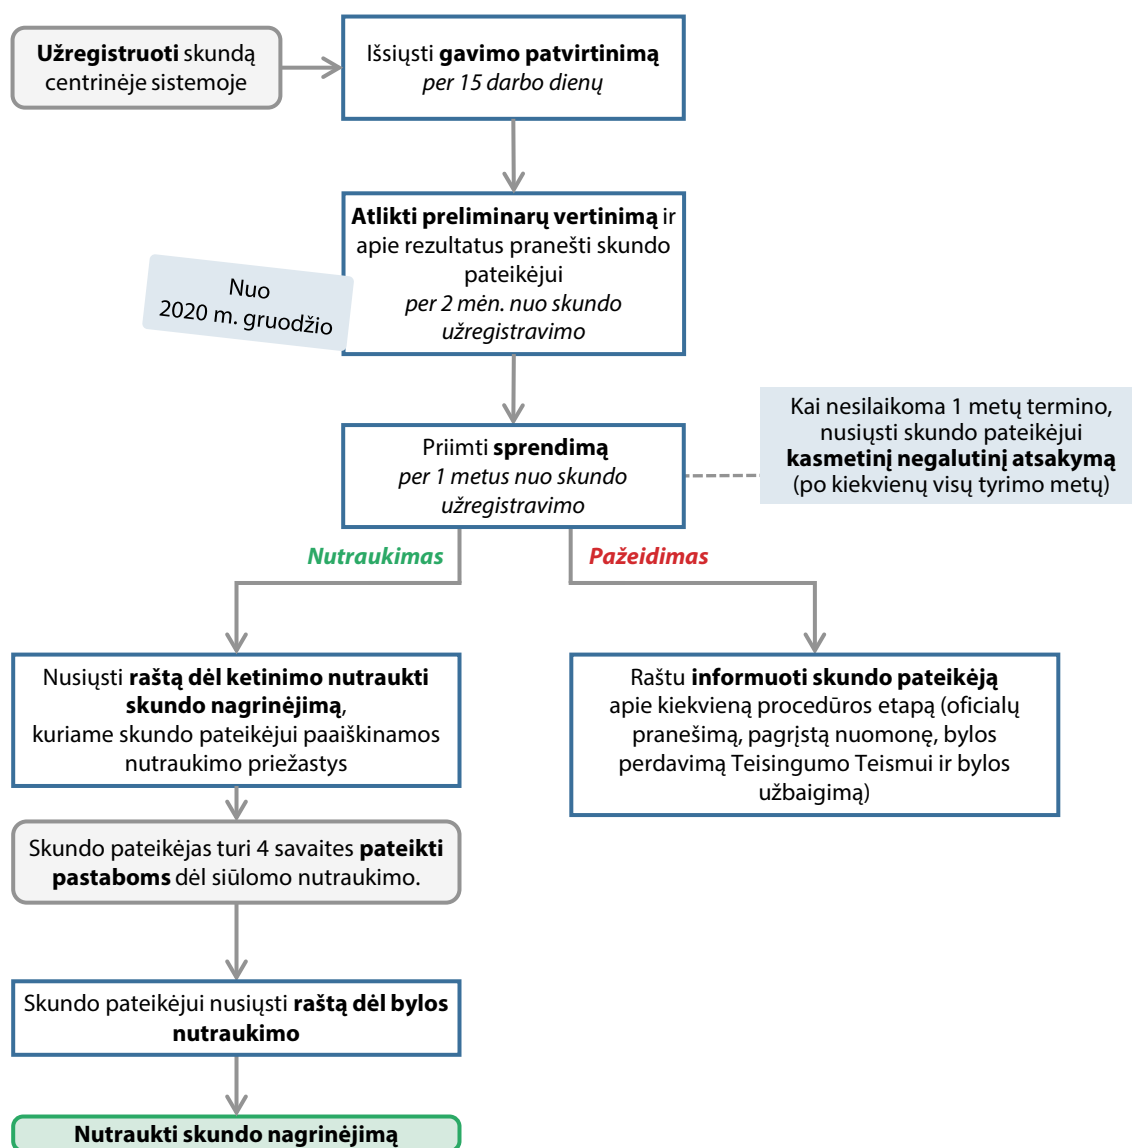 Užregistruoti skundą
centrinėje sistemoje
Išsiųsti gavimo patvirtinimą
per 15 darbo dienų
Atlikti preliminarų vertinimą ir
apie rezultatus pranešti skundo
pateikėjui
per 2 mėn. nuo skundo
užregistravimo
Nuo
2020 m. gruodžio
Priimti sprendimą
per 1 metus nuo skundo
užregistravimo
Kai nesilaikoma 1 metų termino,
nusiųsti skundo pateikėjui
kasmetinį negalutinį atsakymą
(po kiekvienų visų tyrimo metų)
Nutraukimas
Pažeidimas
Nusiųsti raštą dėl ketinimo nutraukti
skundo nagrinėjimą,
kuriame skundo pateikėjui paaiškinamos
nutraukimo priežastys
Raštu informuoti skundo pateikėją
apie kiekvieną procedūros etapą (oficialų
pranešimą, pagrįstą nuomonę, bylos
perdavimą Teisingumo Teismui ir bylos
užbaigimą)
Skundo pateikėjas turi 4 savaites pateikti
pastaboms dėl siūlomo nutraukimo.
Skundo pateikėjui nusiųsti raštą dėl bylos
nutraukimo
Nutraukti skundo nagrinėjimą